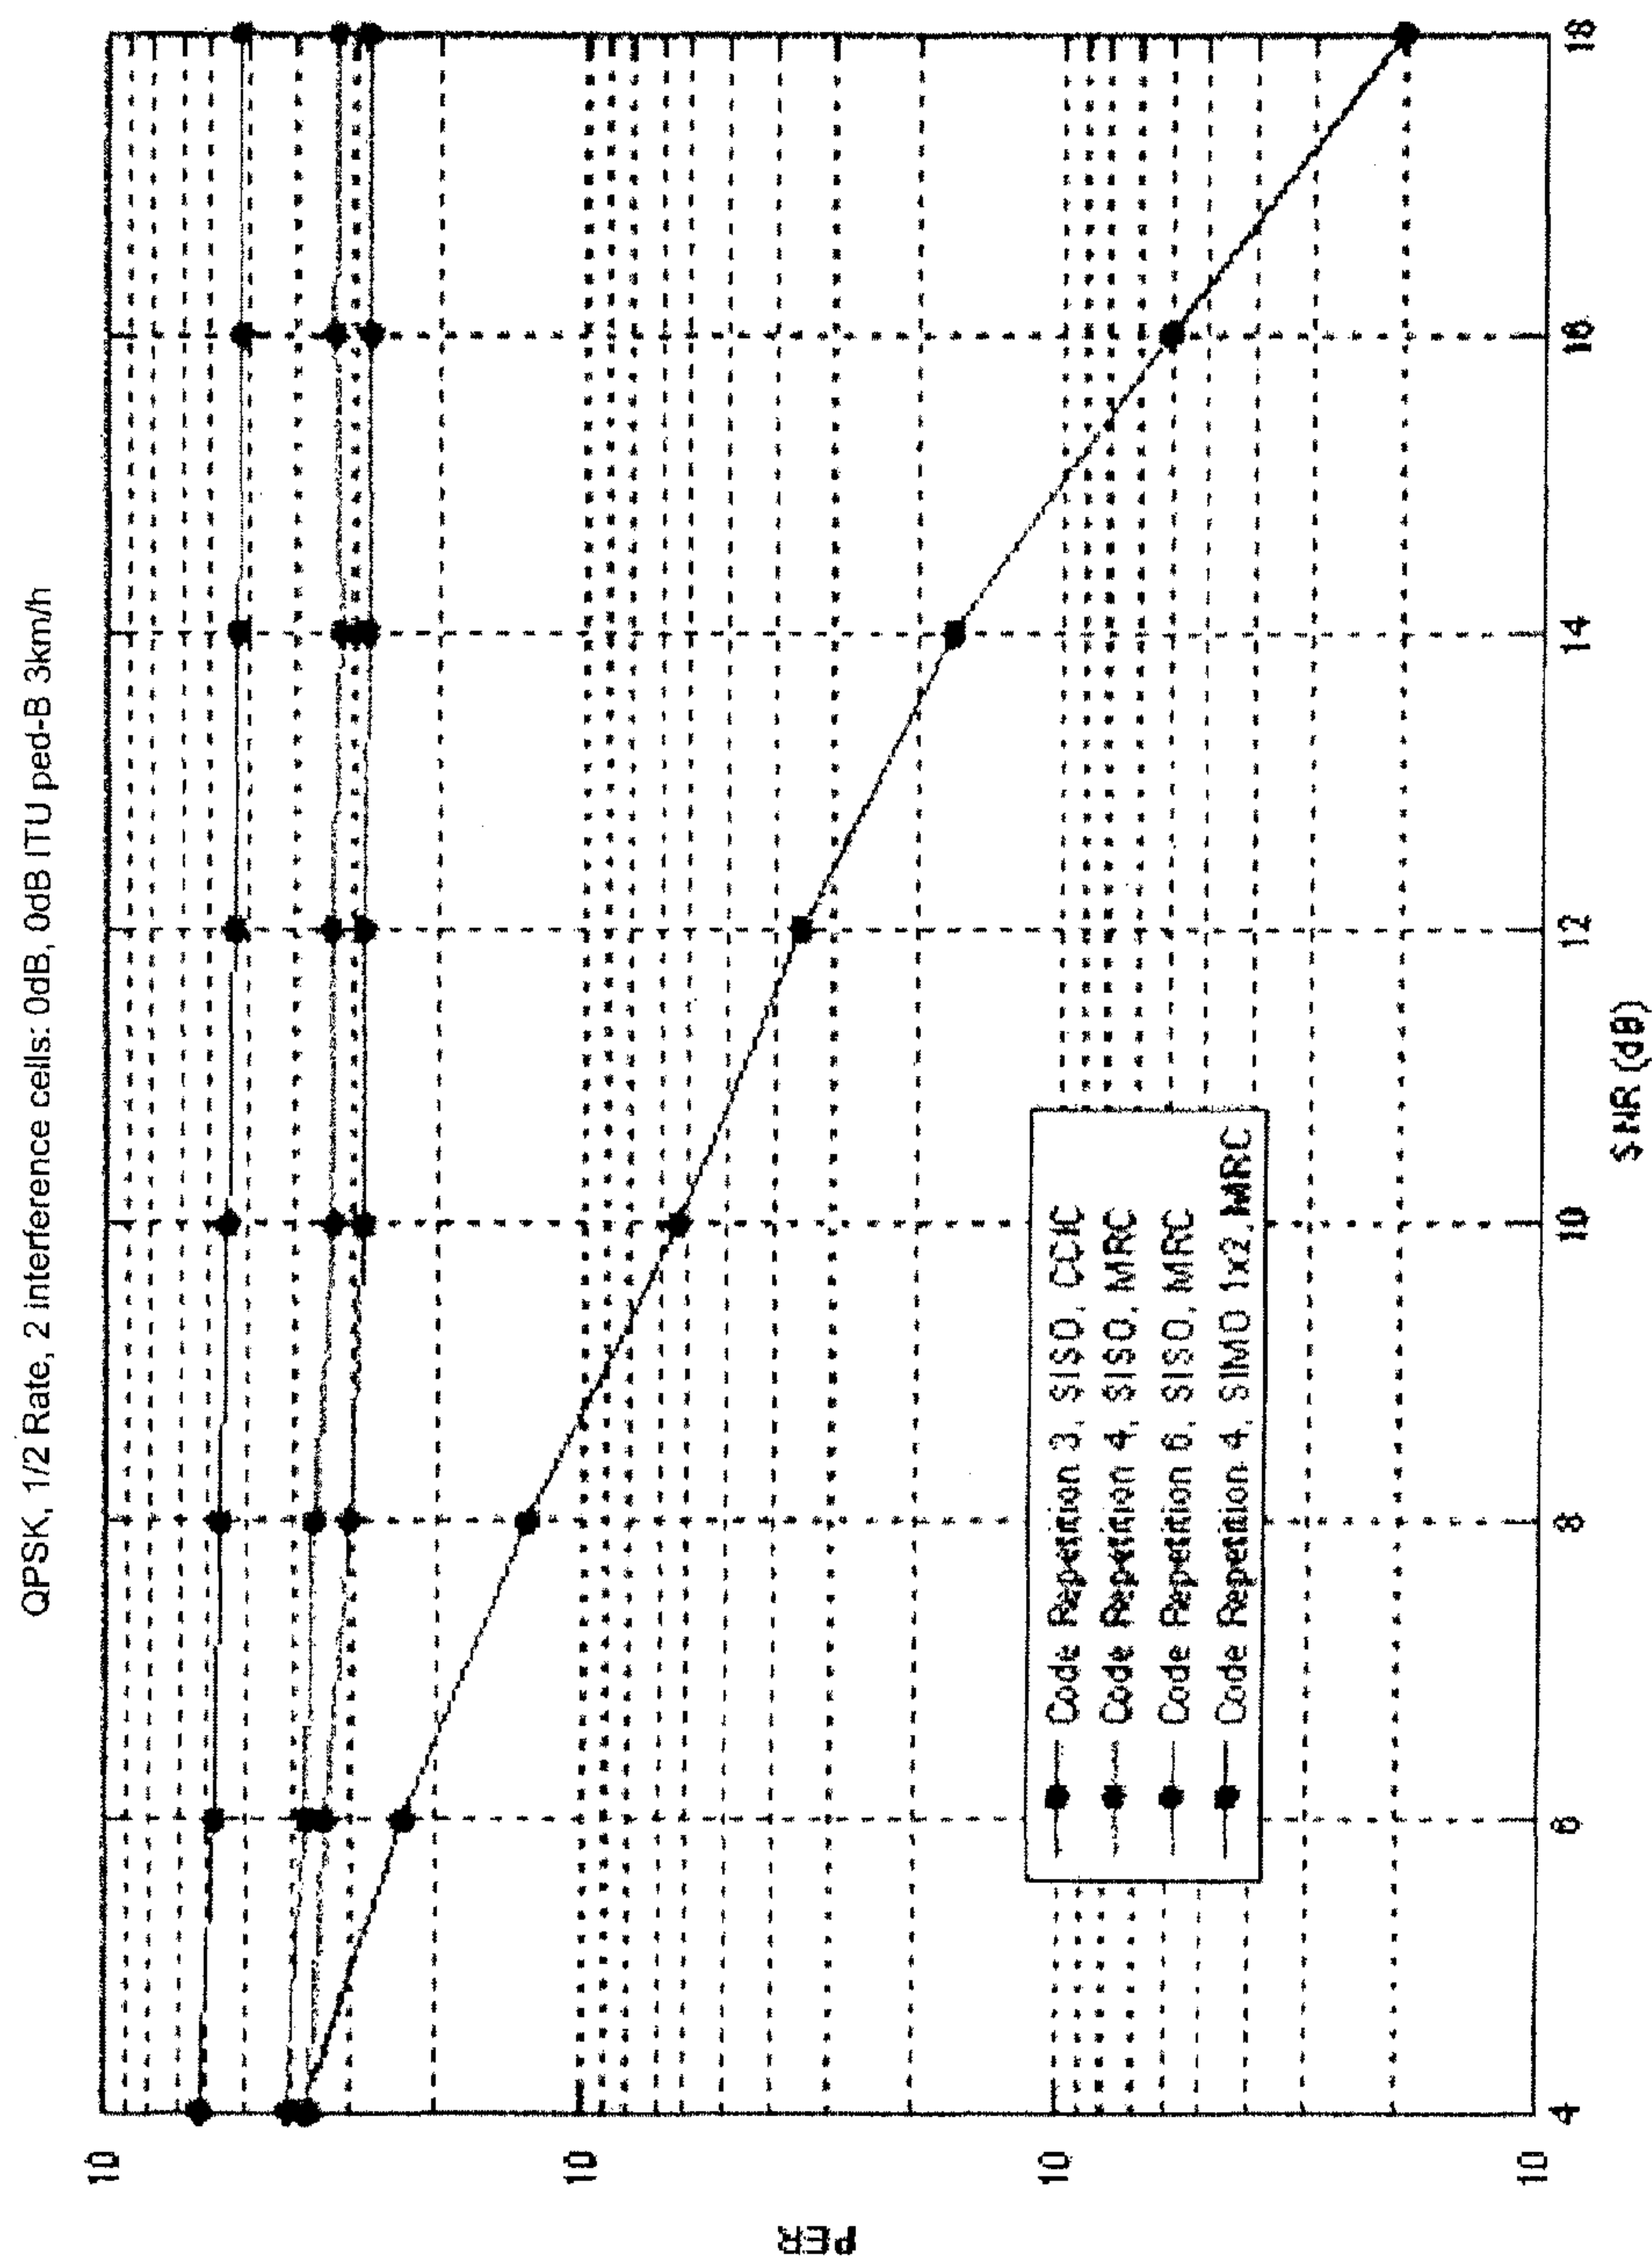 QPSK, 1/2 Rate, 2 interference cells: 0dB, 0dB ITU ped-B 3km/h
10
10
10
10
PER
Code Repetition 3, SISO, CCIC
Code Repetition 4, SISO, MRC
Code Repetition 6, SISO, MRC
Code Repetition 4, SIMO 1x2, MRC
4
6
8
10
12
14
16
18
SNR (dB)